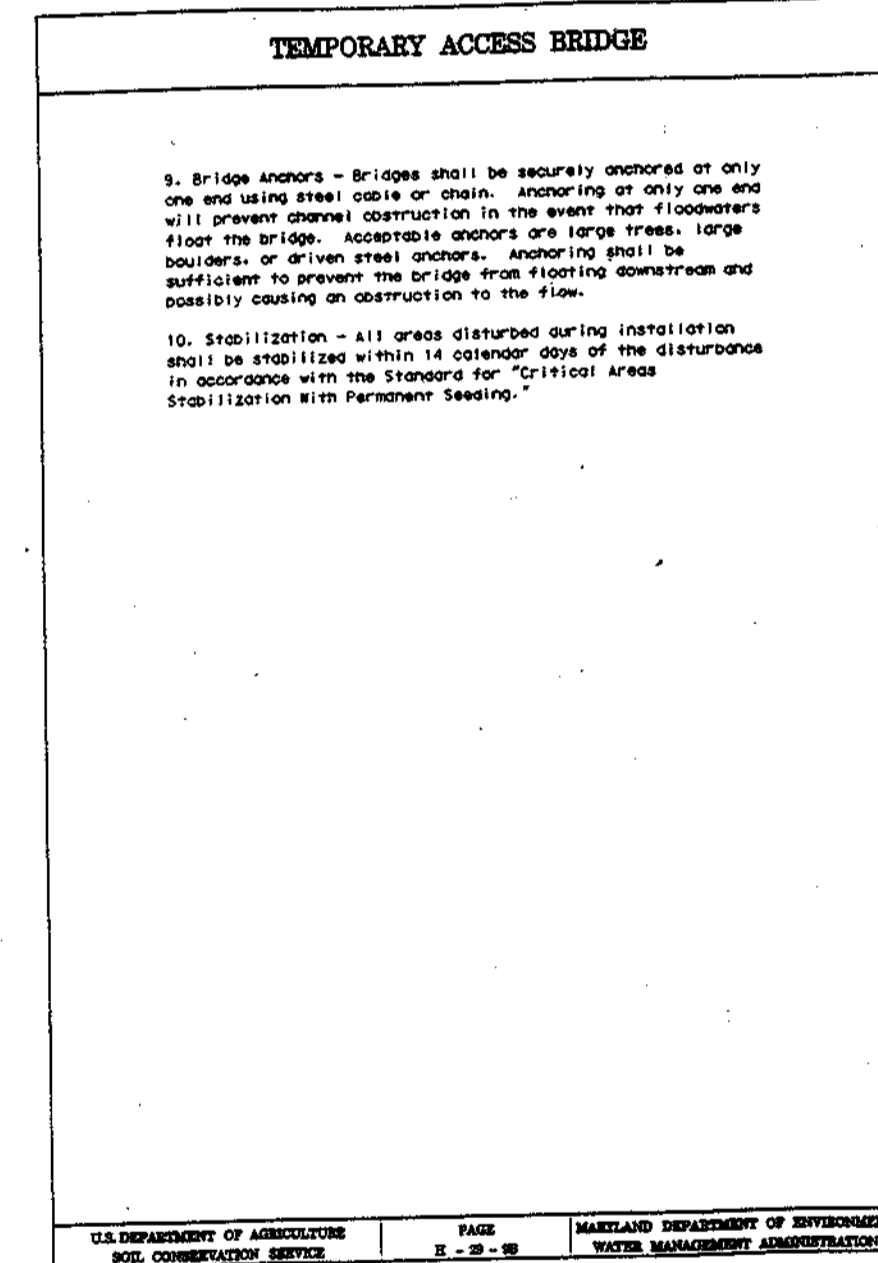 TEMPORARY ACCESS BRIDGE
9. Bridge Anchors - Bridges shall be securely anchored at only
one end using steel cable or chain. Anchoring at only one end
will prevent channel obstruction in the event that floodwaters
float the bridge. Acceptable anchors are large trees, large
boulders, or driven steel anchors. Anchoring shall be
sufficient to prevent the bridge from floating downstream and
possibly causing an obstruction to the flow.
10. Stabilization - All areas disturbed during installation
shall be stabilized within 14 calendar days of the disturbance
in accordance with the Standard for "Critical Areas
Stabilization With Permanent Seeding."
U.S. DEPARTMENT OF AGRICULTURE
SOIL CONSERVATION SERVICE
PAGE
H - 29 - 9B
MARYLAND DEPARTMENT OF ENVIRONME
WATER MANAGEMENT ADMINISTRATION